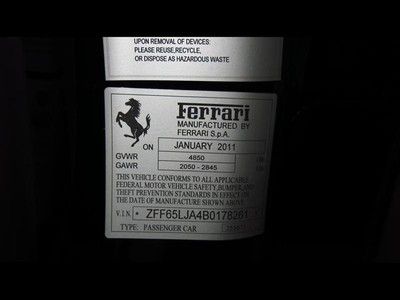 UPON REMOVAL OF DEVICES:
PLEASE REUSE,RECYCLE,
OR DISPOSE AS HAZARDOUS WASTE
Ferrari
MANUFACTURED BY
FERRARI S.p.A.
ON JANUARY 2011
GVWR 4850
GAWR 2050 - 2845
THIS VEHICLE CONFORMS TO ALL APPLICABLE
FEDERAL MOTOR VEHICLE SAFETY, BUMPER, AND
THEFT PREVENTION STANDARDS IN EFFECT ON
THE DATE OF MANUFACTURE SHOWN ABOVE.
V.I.N. * ZFF65LJA4B0178261
TYPE: PASSENGER CAR